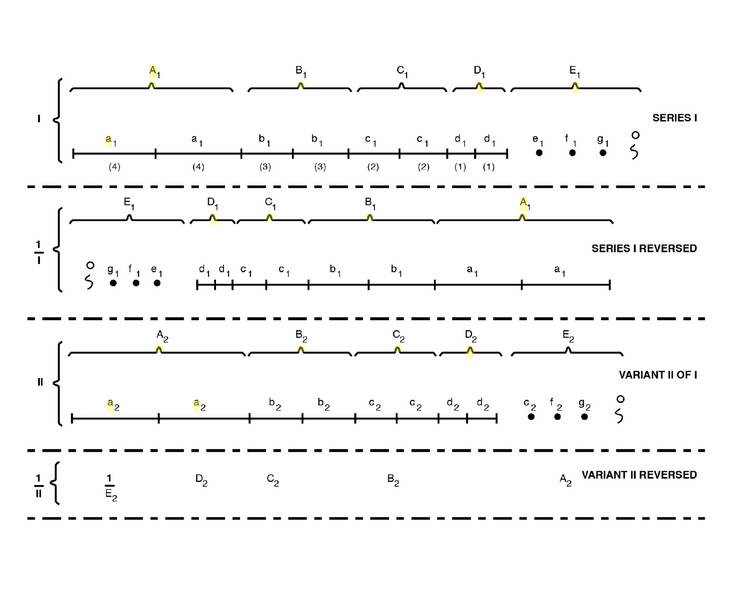 A1 B1 C1 D1 E1
I SERIES I
a1 a1 b1 b1 c1 c1 d1 d1 e1 f1 g1
(4) (4) (3) (3) (2) (2) (1) (1)
E1 D1 C1 B1 A1
1/I SERIES I REVERSED
g1 f1 e1 d1 d1 c1 c1 b1 b1 a1 a1
A2 B2 C2 D2 E2
II VARIANT II OF I
a2 a2 b2 b2 c2 c2 d2 d2 c2 f2 g2
1/II 1/E2 D2 C2 B2 A2 VARIANT II REVERSED